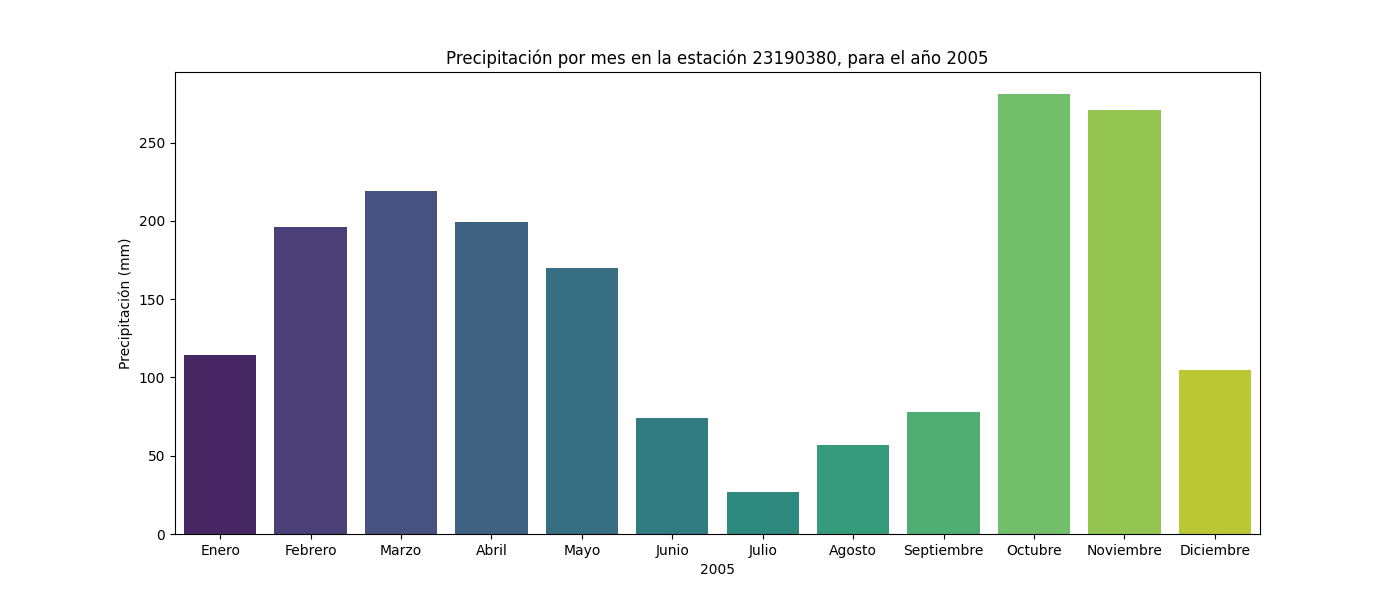 Precipitación por mes en la estación 23190380, para el año 2005
Precipitación (mm)
250
200
150
100
50
0
Enero Febrero Marzo Abril Mayo Junio Julio Agosto Septiembre Octubre Noviembre Diciembre
2005